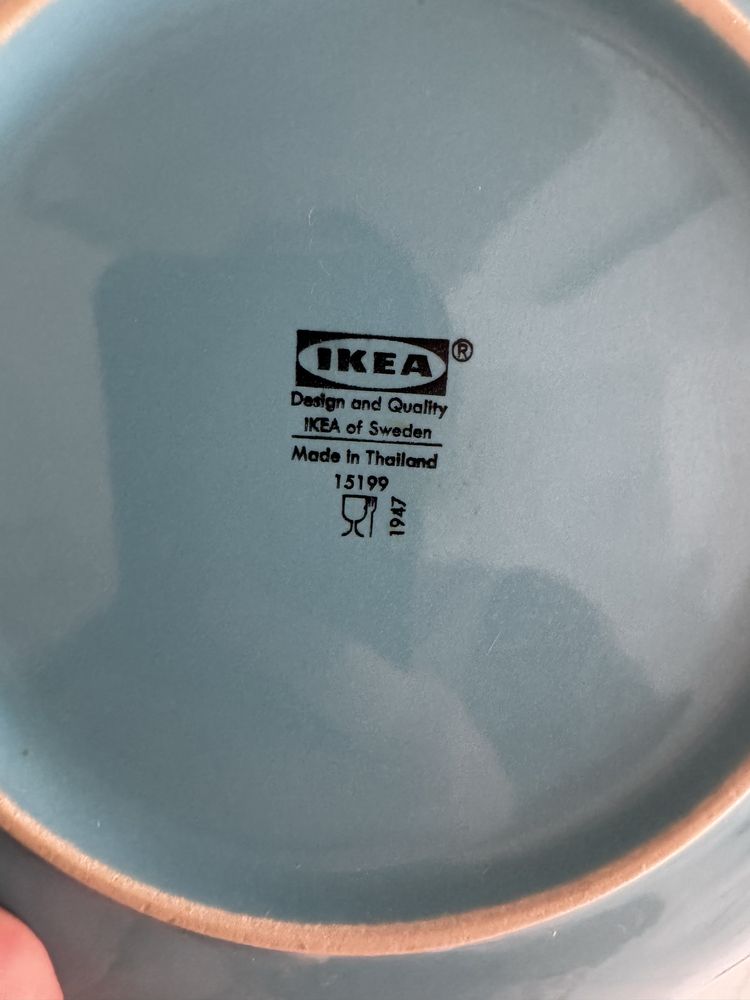 IKEA®
Design and Quality
IKEA of Sweden
Made in Thailand
15199
1947